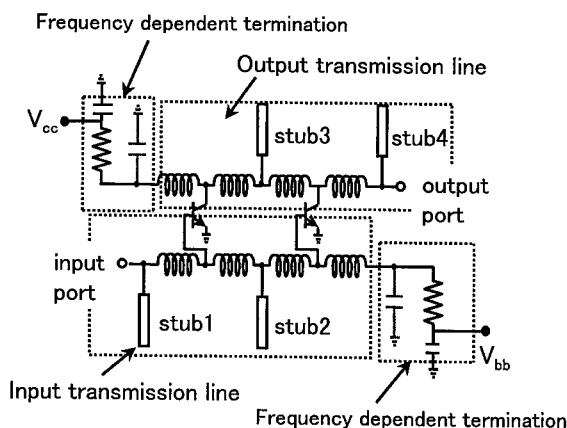 Frequency dependent termination
Output transmission line
Vcc
stub3
stub4
output
port
input
port
stub1
stub2
Vbb
Input transmission line
Frequency dependent termination